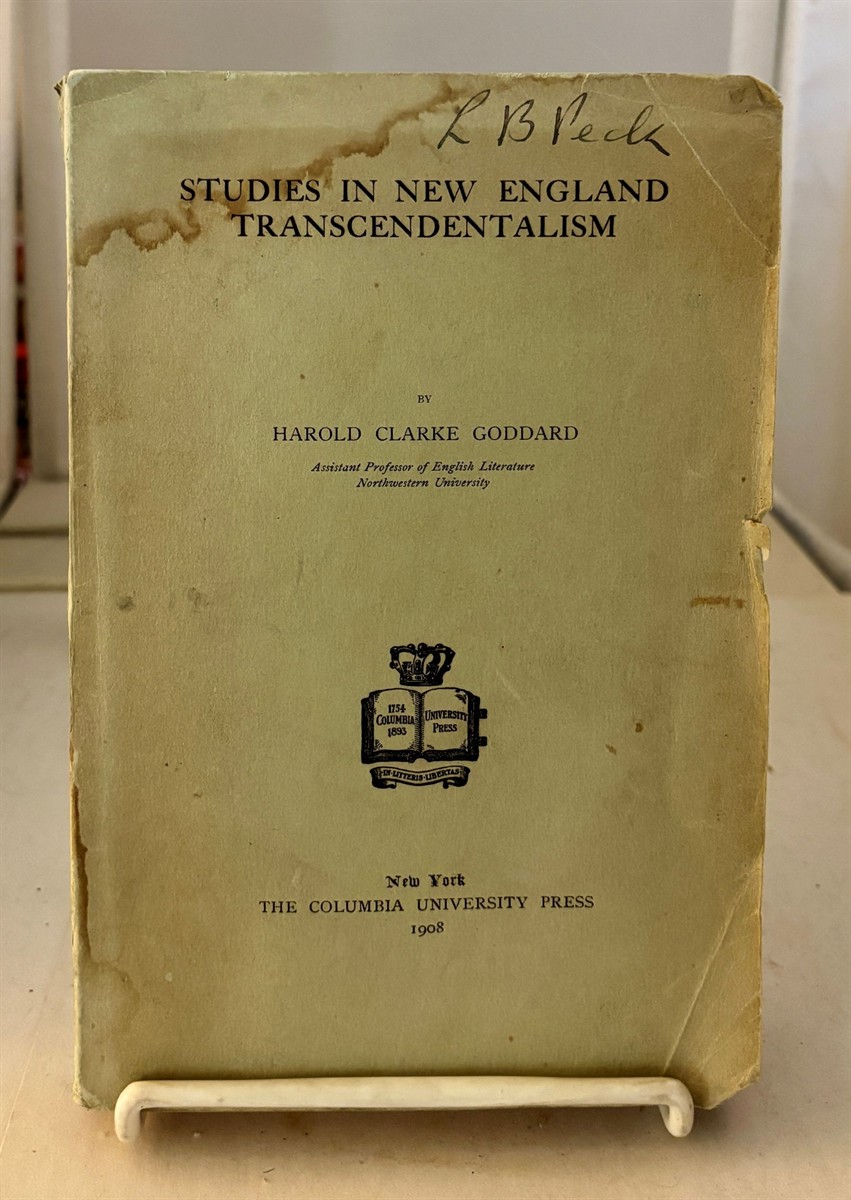 L B Peck
STUDIES IN NEW ENGLAND
TRANSCENDENTALISM
BY
HAROLD CLARKE GODDARD
Assistant Professor of English Literature
Northwestern University
1754
COLUMBIA
1893
UNIVERSITY
PRESS
IN·LITTERIS·LIBERTAS
New York
THE COLUMBIA UNIVERSITY PRESS
1908